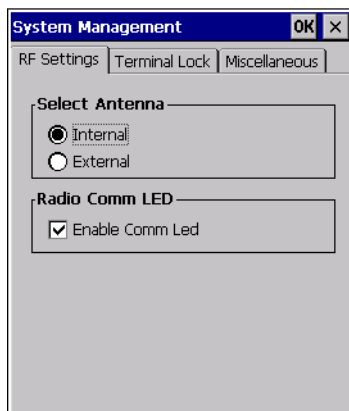 System Management OK ×
RF Settings Terminal Lock Miscellaneous
Select Antenna
Internal
External
Radio Comm LED
Enable Comm Led